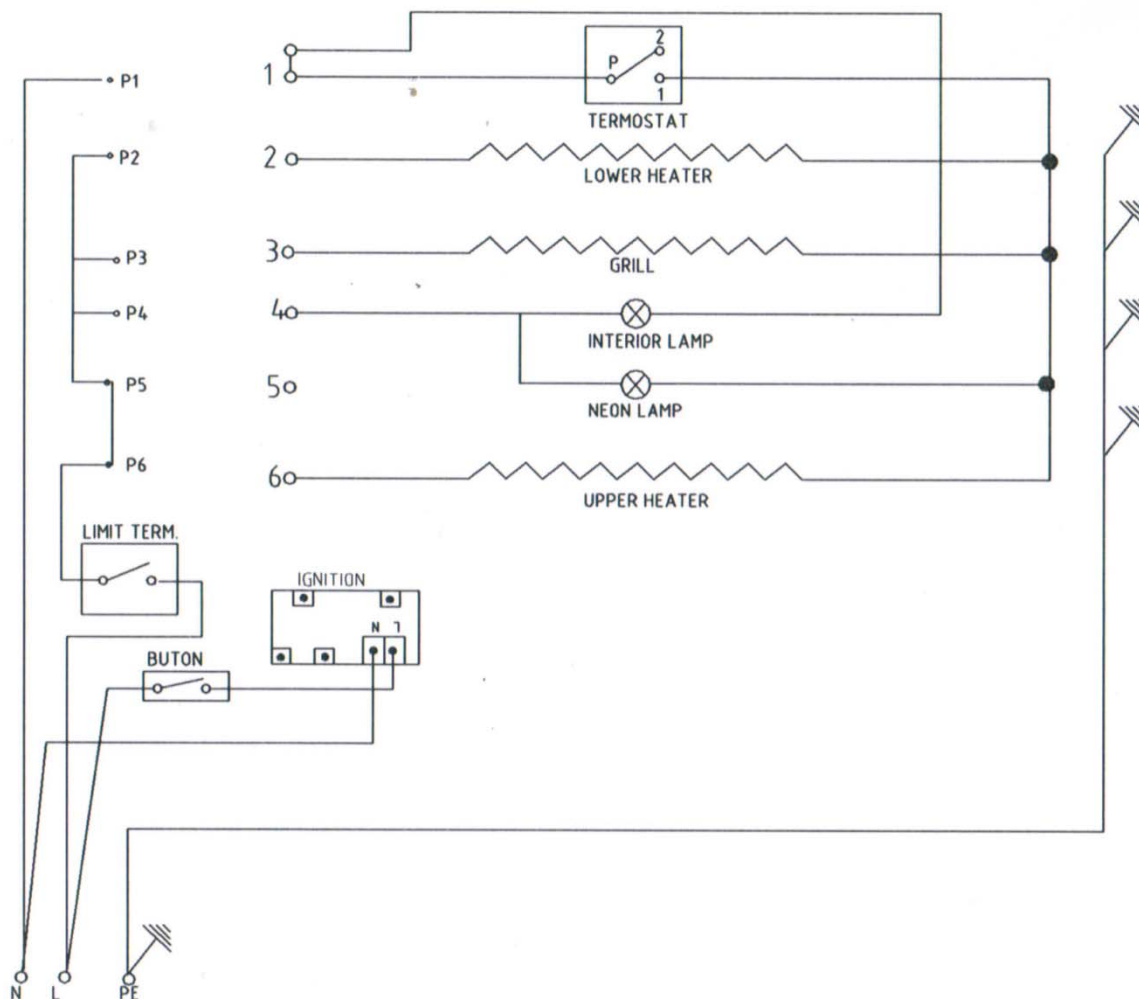 2
P
1
P1
1
TERMOSTAT
P2
2
LOWER HEATER
P3
3
GRILL
P4
4
INTERIOR LAMP
P5
5
NEON LAMP
P6
6
UPPER HEATER
LIMIT TERM.
IGNITION
N L
BUTON
N L PE